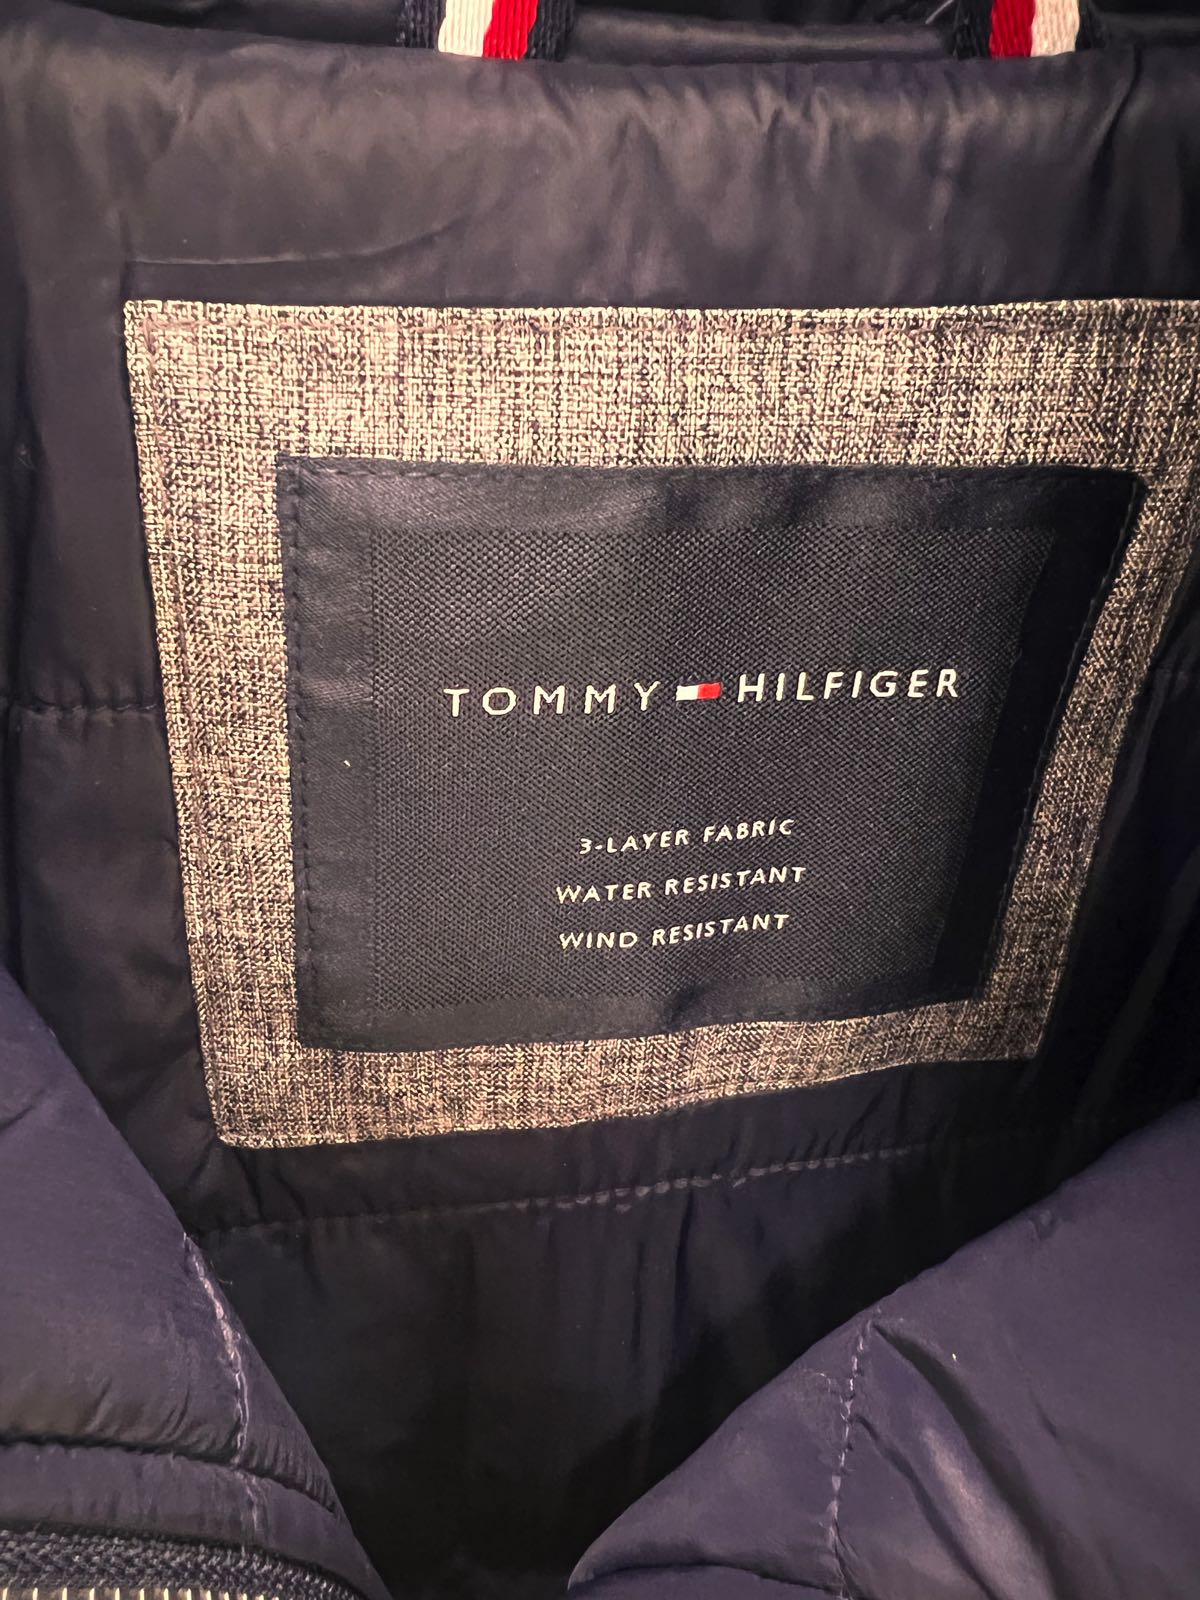 TOMMY HILFIGER
3-LAYER FABRIC
WATER RESISTANT
WIND RESISTANT